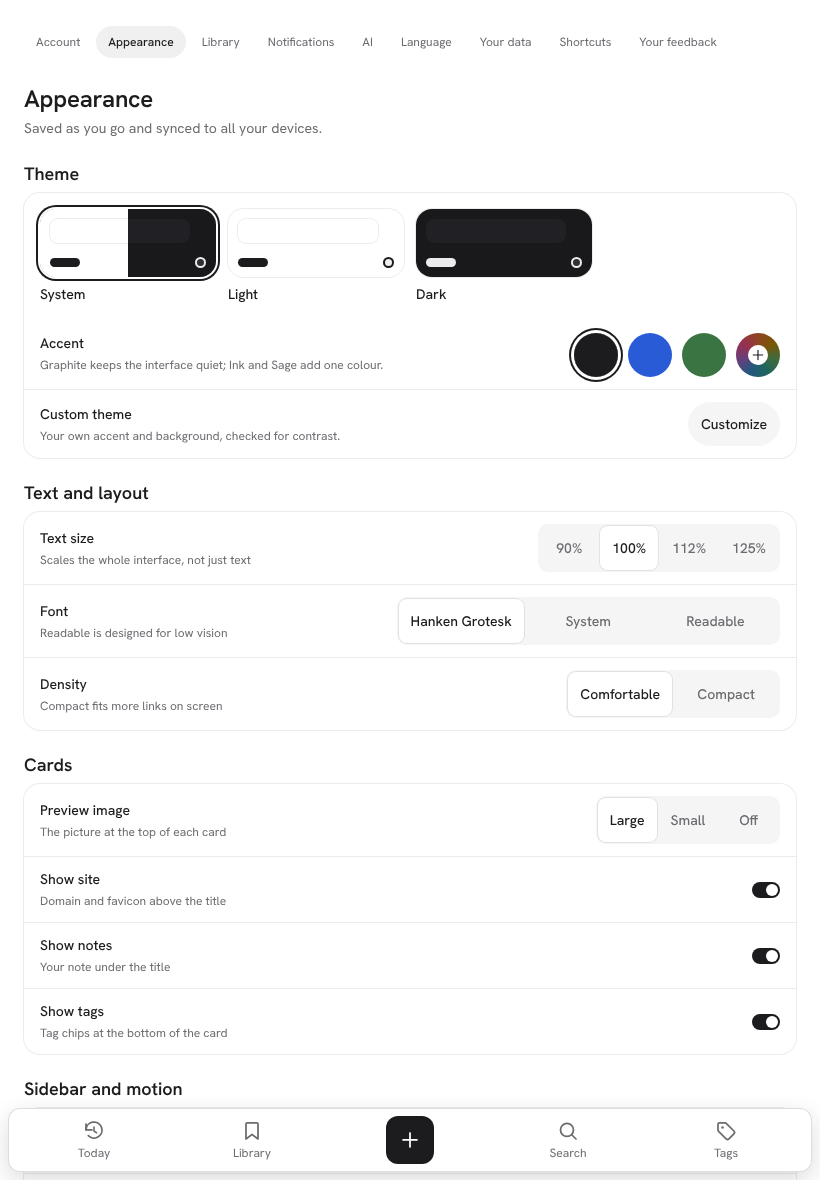 Account
Appearance
Library
Notifications
AI
Language
Your data
Shortcuts
Your feedback
Appearance
Saved as you go and synced to all your devices.
Theme
System
Light
Dark
Accent
Graphite keeps the interface quiet; Ink and Sage add one colour.
Custom theme
Your own accent and background, checked for contrast.
Customize
Text and layout
Text size
Scales the whole interface, not just text
90%
100%
112%
125%
Font
Readable is designed for low vision
Hanken Grotesk
System
Readable
Density
Compact fits more links on screen
Comfortable
Compact
Cards
Preview image
The picture at the top of each card
Large
Small
Off
Show site
Domain and favicon above the title
Show notes
Your note under the title
Show tags
Tag chips at the bottom of the card
Sidebar and motion
Today
Library
Search
Tags